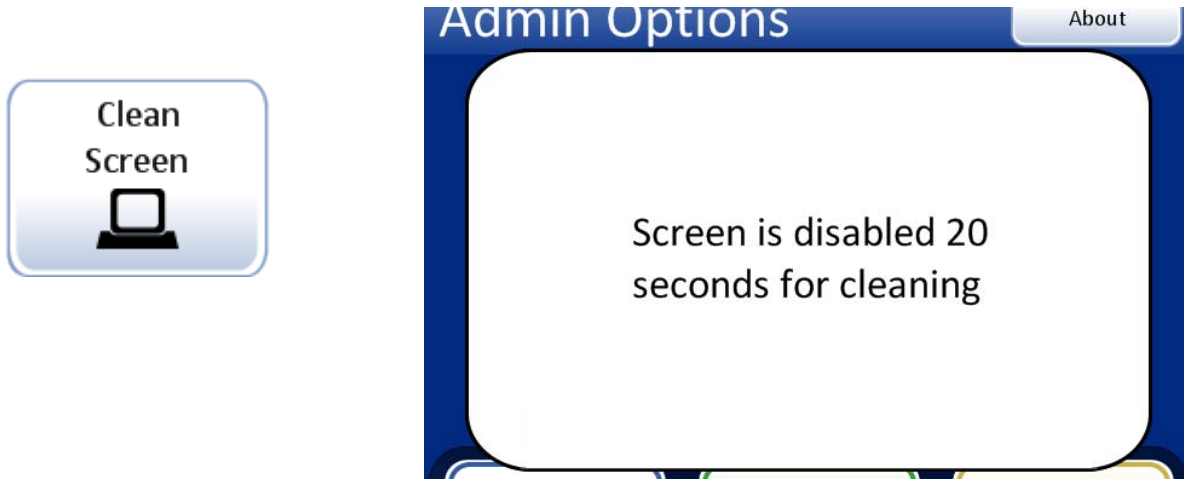 Clean
Screen
Admin Options
About
Screen is disabled 20
seconds for cleaning